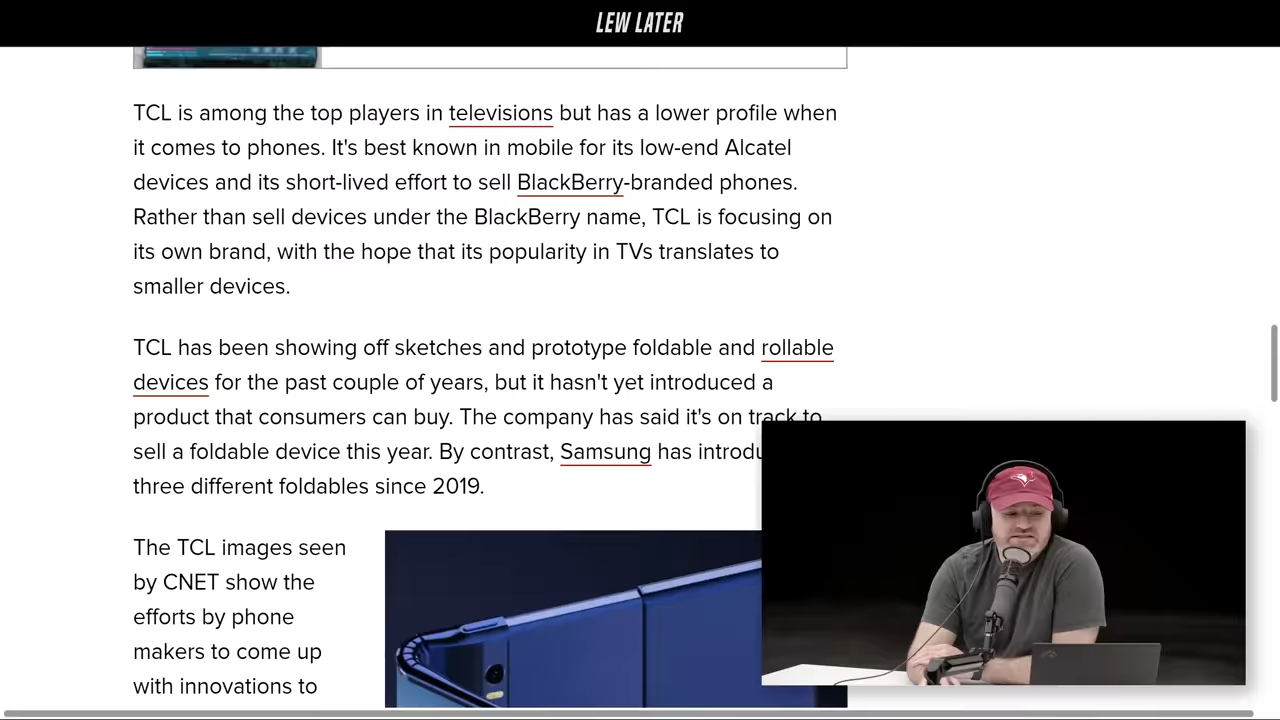 LEW LATER
TCL is among the top players in televisions but has a lower profile when
it comes to phones. It's best known in mobile for its low-end Alcatel
devices and its short-lived effort to sell BlackBerry-branded phones.
Rather than sell devices under the BlackBerry name, TCL is focusing on
its own brand, with the hope that its popularity in TVs translates to
smaller devices.
TCL has been showing off sketches and prototype foldable and rollable
devices for the past couple of years, but it hasn't yet introduced a
product that consumers can buy. The company has said it's on track to
sell a foldable device this year. By contrast, Samsung has introdu
three different foldables since 2019.
The TCL images seen
by CNET show the
efforts by phone
makers to come up
with innovations to